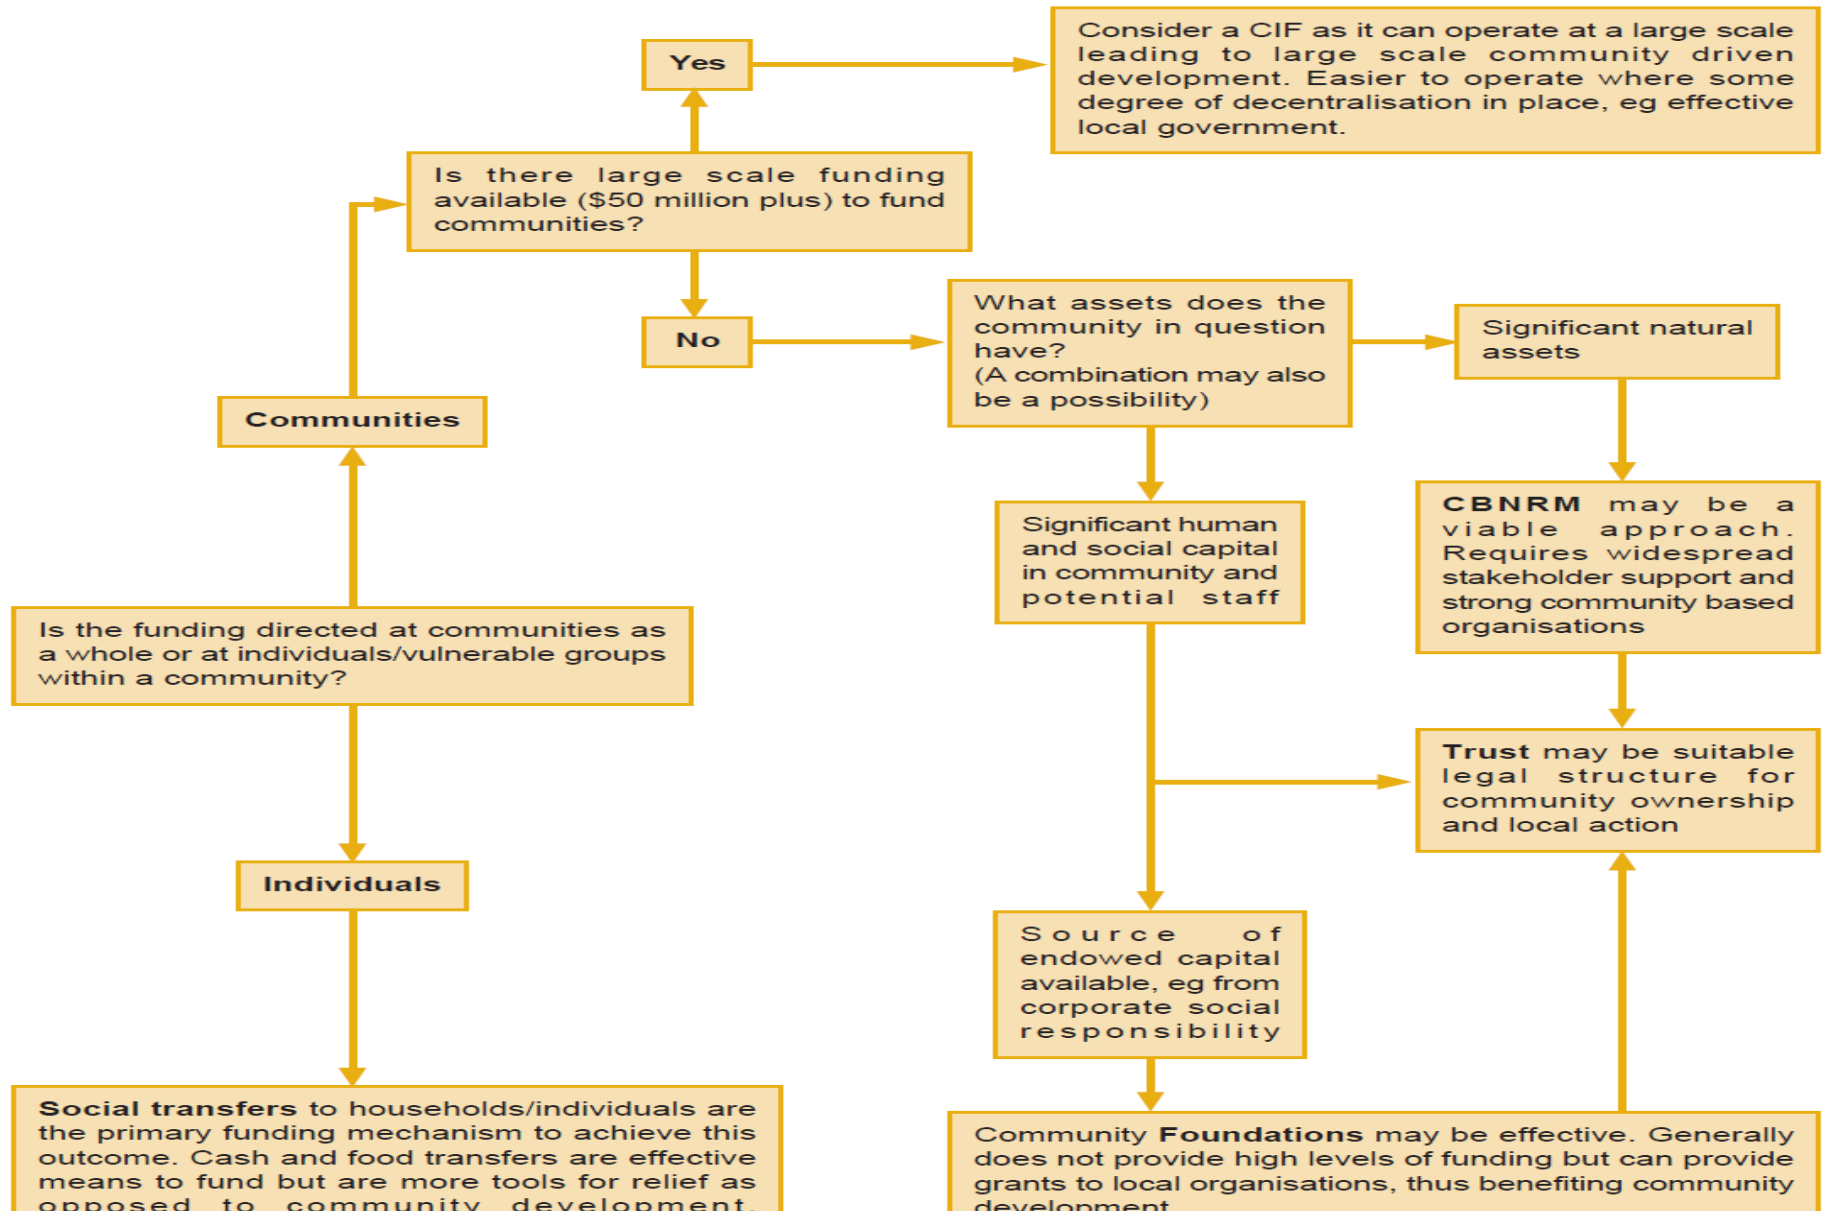 Yes
Consider a CIF as it can operate at a large scale
leading to large scale community driven
development. Easier to operate where some
degree of decentralisation in place, eg effective
local government.
Is there large scale funding
available ($50 million plus) to fund
communities?
No
What assets does the
community in question
have?
(A combination may also
be a possibility)
Significant natural
assets
Communities
Significant human
and social capital
in community and
potential staff
CBNRM may be a
viable approach.
Requires widespread
stakeholder support and
strong community based
organisations
Is the funding directed at communities as
a whole or at individuals/vulnerable groups
within a community?
Trust may be suitable
legal structure for
community ownership
and local action
Individuals
Source of
endowed capital
available, eg from
corporate social
responsibility
Social transfers to households/individuals are
the primary funding mechanism to achieve this
outcome. Cash and food transfers are effective
means to fund but are more tools for relief as
opposed to community development.
Community Foundations may be effective. Generally
does not provide high levels of funding but can provide
grants to local organisations, thus benefiting community
development